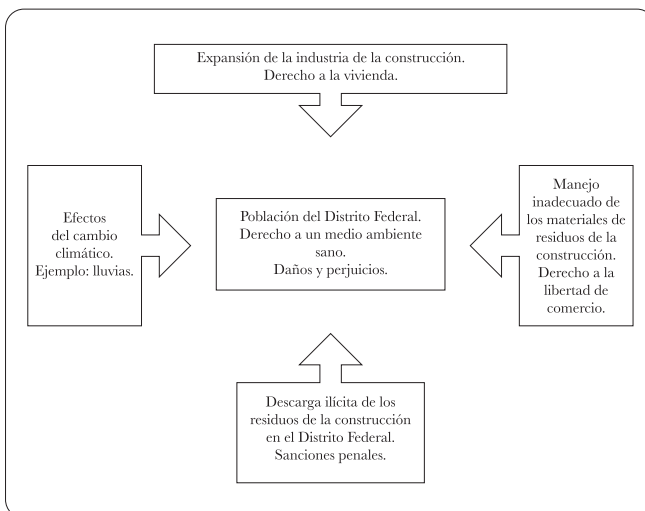 Expansión de la industria de la construcción.
Derecho a la vivienda.
Efectos
del cambio
climático.
Ejemplo: lluvias.
Población del Distrito Federal.
Derecho a un medio ambiente
sano.
Daños y perjuicios.
Manejo
inadecuado de
los materiales de
residuos de la
construcción.
Derecho a la
libertad de
comercio.
Descarga ilícita de los
residuos de la construcción
en el Distrito Federal.
Sanciones penales.